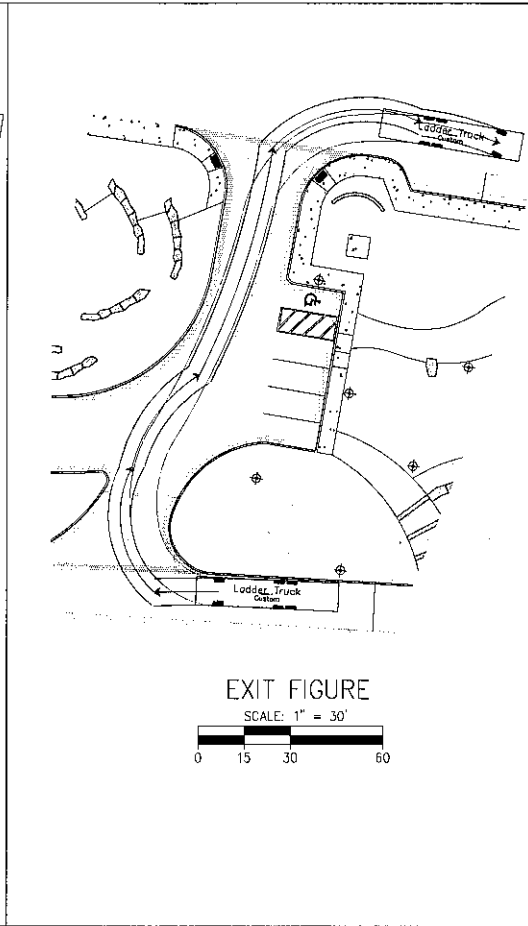 Ladder Truck
Custom
Ladder Truck
Custom
EXIT FIGURE
SCALE: 1" = 30'
0 15 30 60